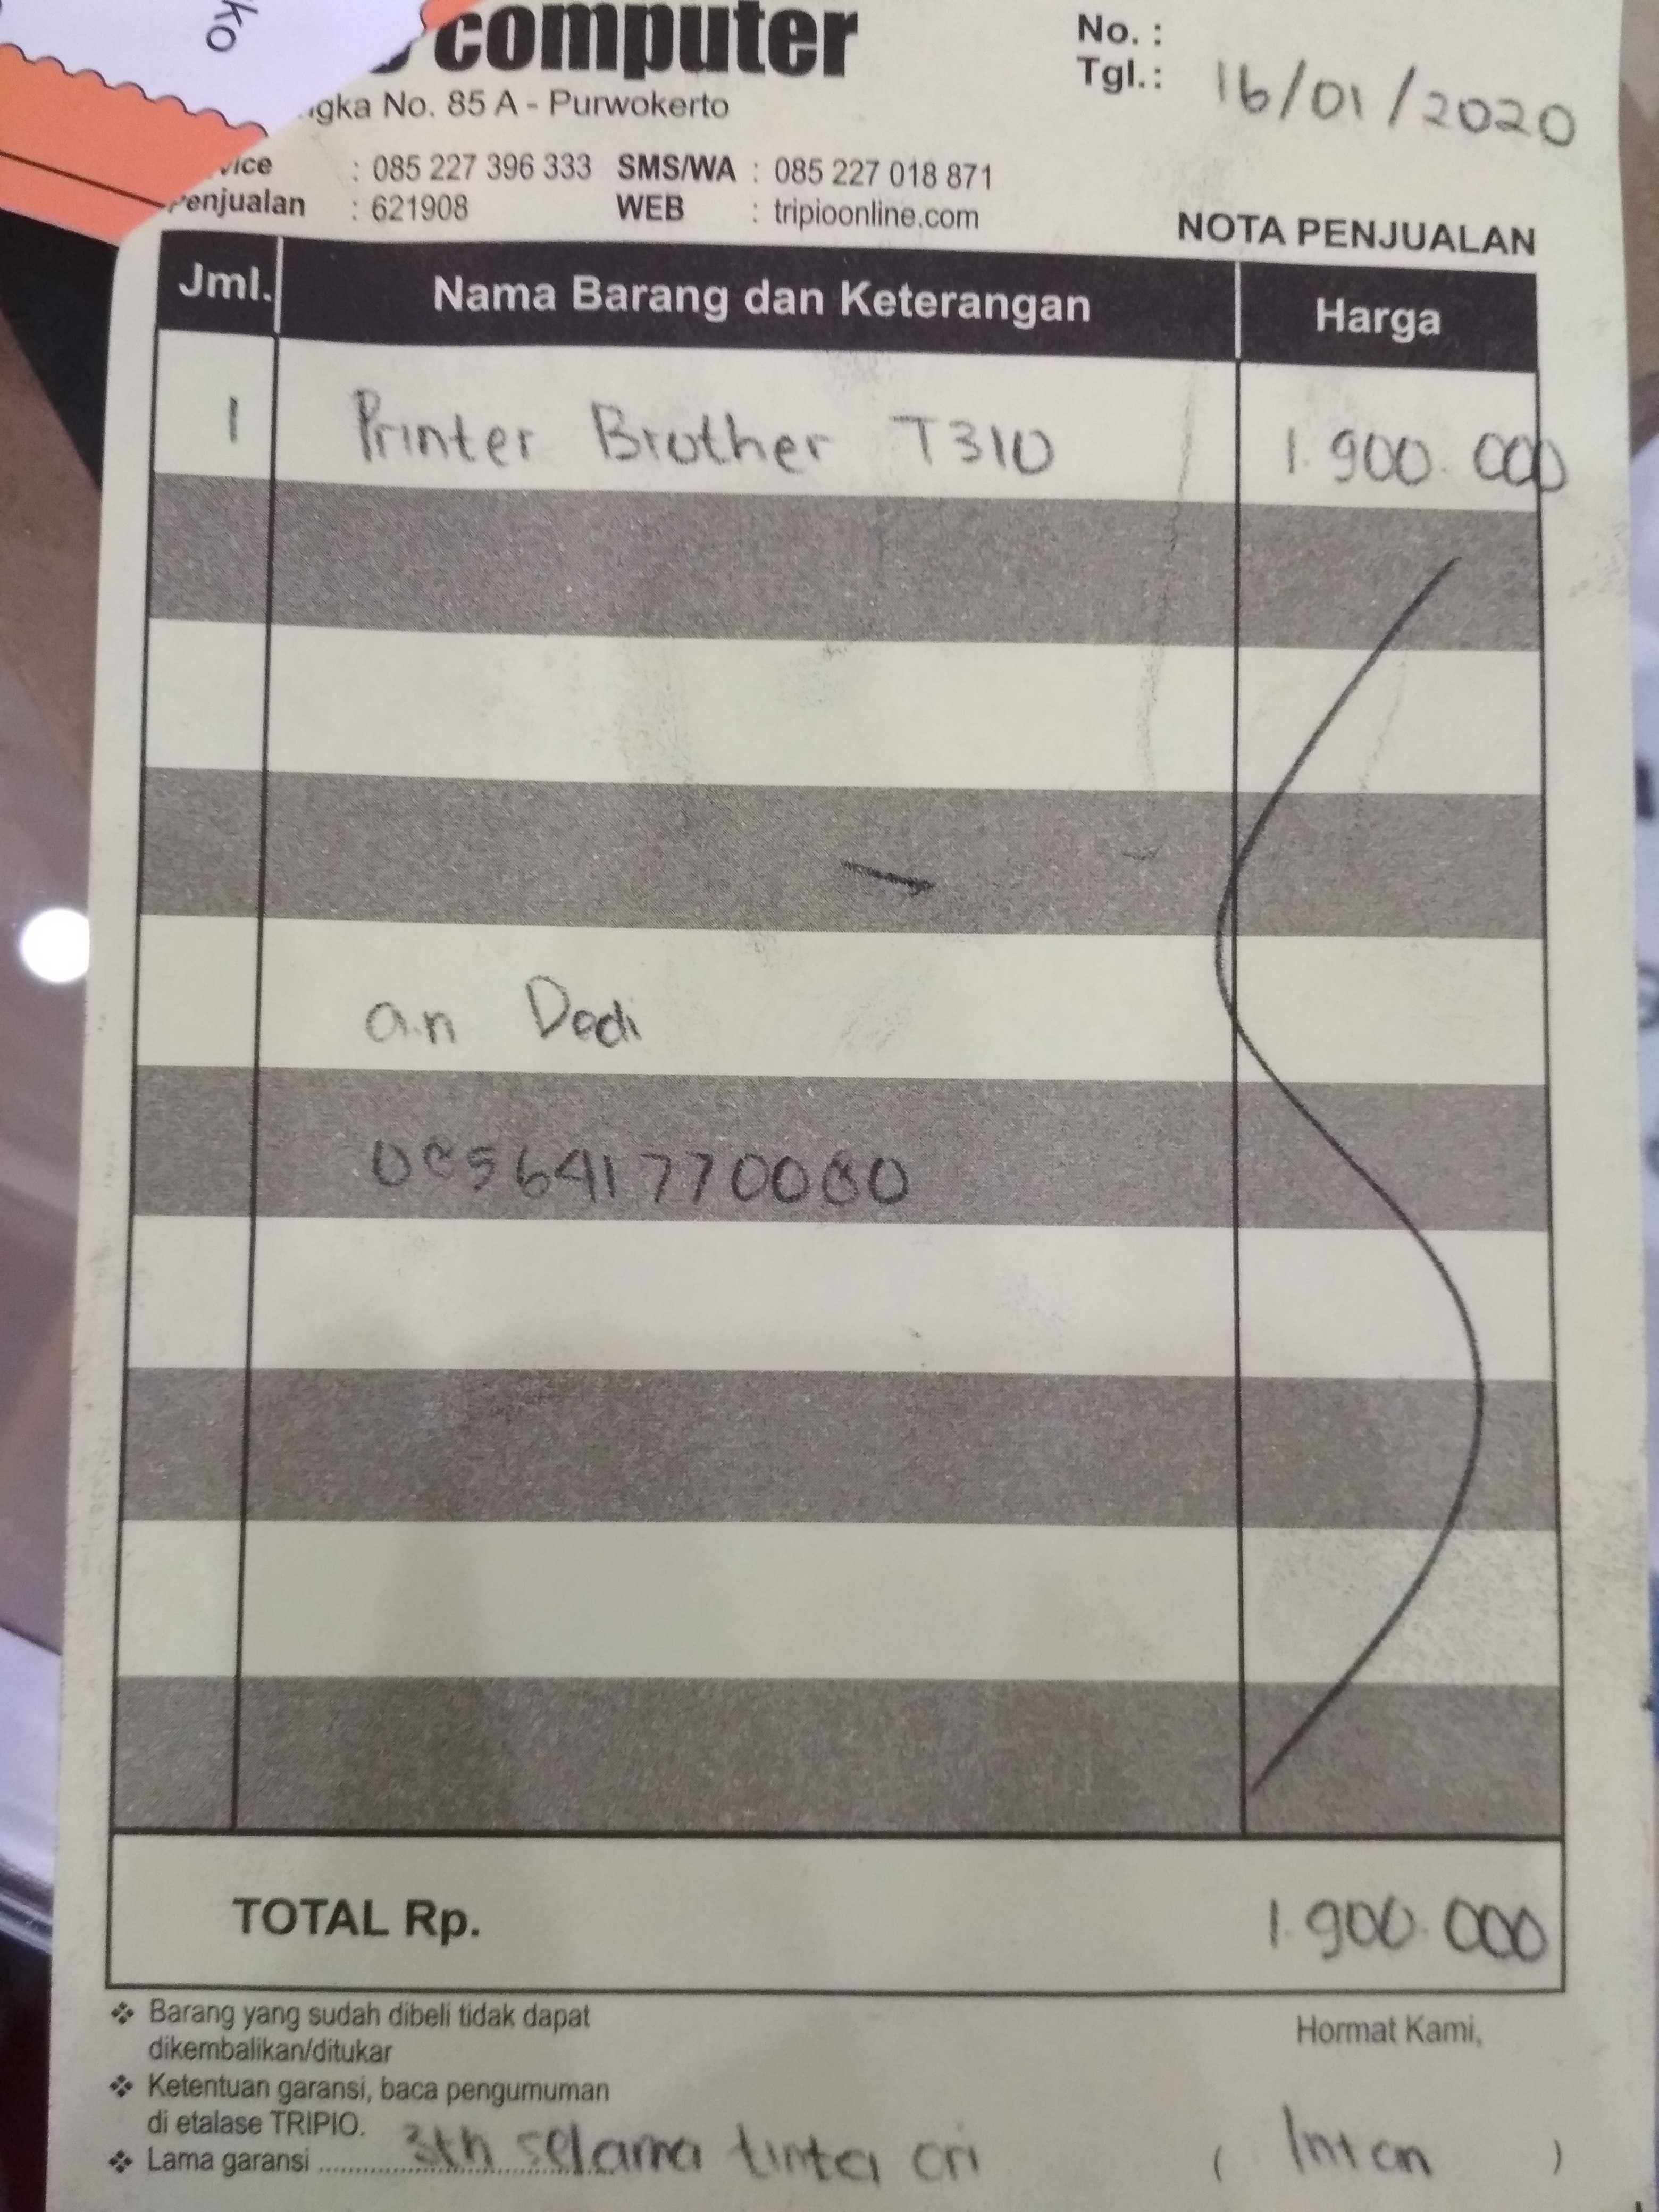 ko
computer
No. :
Tgl.: 16/01/2020
gka No. 85 A - Purwokerto
vice : 085 227 396 333 SMS/WA : 085 227 018 871
Penjualan : 621908 WEB : tripioonline.com
NOTA PENJUALAN
Jml. Nama Barang dan Keterangan Harga
1 Printer Brother T310 1.900.000
a.n Dodi
TOTAL Rp. 1.900.000
❖ Barang yang sudah dibeli tidak dapat
dikembalikan/ditukar
Hormat Kami,
❖ Ketentuan garansi, baca pengumuman
di etalase TRIPIO.
❖ Lama garansi 3th selama tinta ori
( Intan )